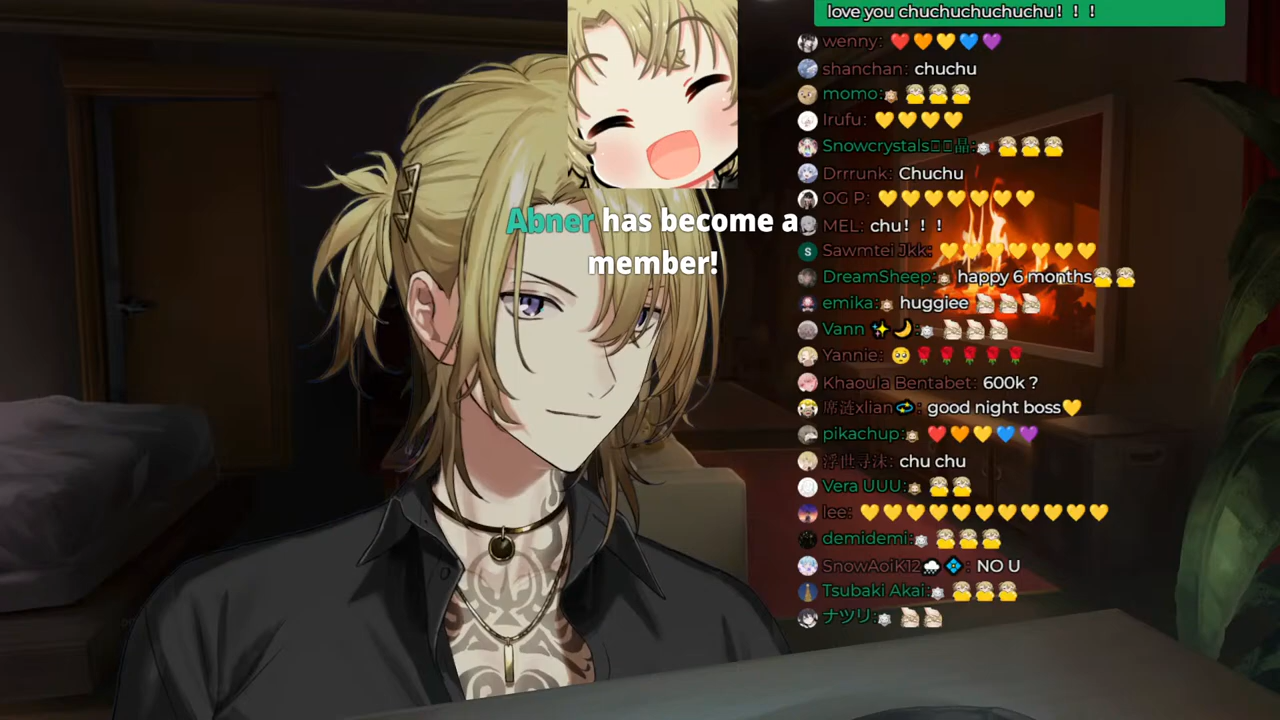 love you chuchuchuchuchu！！！
Abner has become a
member!
wenny: ❤️🧡💛💙💜
shanchan: chuchu
momo:
Irufu: 💛💛💛💛
Snowcrystals□□晶:
Drrrunk: Chuchu
OG P: 💛💛💛💛💛💛💛
MEL: chu！！！
S Sawmtei Jkk: 💛💛💛💛💛💛💛
DreamSheep: happy 6 months
emika: huggiee
Vann ✨🌙:
Yannie: 🥺🌹🌹🌹🌹🌹
Khaoula Bentabet: 600k ?
席涟xlian💫: good night boss💛
pikachup: ❤️🧡💛💙💜
浮世寻沫: chu chu
Vera UUU:
lee: 💛💛💛💛💛💛💛💛💛💛💛
demidemi:
SnowAoiK12🌨️💠: NO U
Tsubaki Akai:
ナツリ: